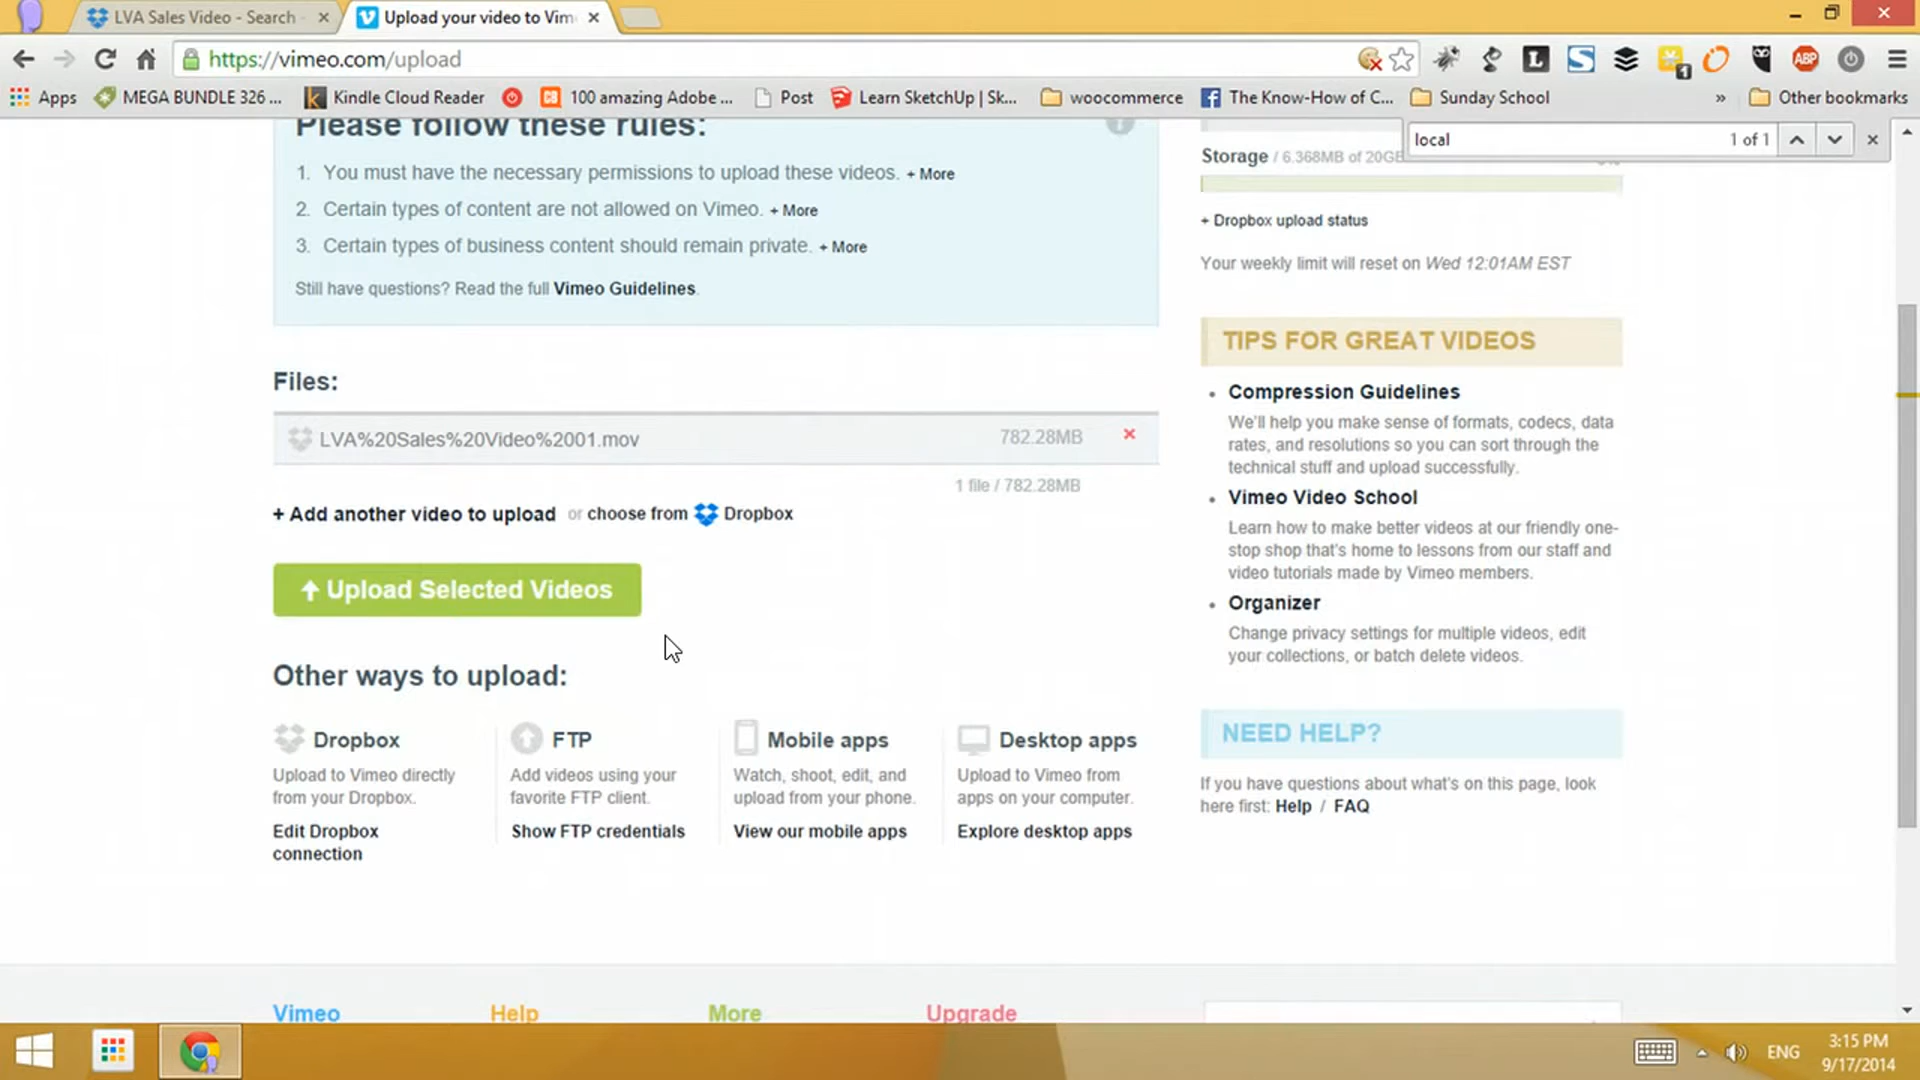 LVA Sales Video - Search
Upload your video to Vim
https://vimeo.com/upload
Apps
MEGA BUNDLE 326 ...
Kindle Cloud Reader
100 amazing Adobe ...
Post
Learn SketchUp | Sk...
woocommerce
The Know-How of C...
Sunday School
»
Other bookmarks
local
1 of 1
Please follow these rules:
1. You must have the necessary permissions to upload these videos. + More
2. Certain types of content are not allowed on Vimeo. + More
3. Certain types of business content should remain private. + More
Still have questions? Read the full Vimeo Guidelines.
Files:
LVA%20Sales%20Video%2001.mov
782.28MB
1 file / 782.28MB
+ Add another video to upload or choose from Dropbox
Upload Selected Videos
Other ways to upload:
Dropbox
Upload to Vimeo directly
from your Dropbox.
Edit Dropbox
connection
FTP
Add videos using your
favorite FTP client.
Show FTP credentials
Mobile apps
Watch, shoot, edit, and
upload from your phone.
View our mobile apps
Desktop apps
Upload to Vimeo from
apps on your computer.
Explore desktop apps
Storage / 6.368MB of 20GB
+ Dropbox upload status
Your weekly limit will reset on Wed 12:01AM EST
TIPS FOR GREAT VIDEOS
• Compression Guidelines
We'll help you make sense of formats, codecs, data
rates, and resolutions so you can sort through the
technical stuff and upload successfully.
• Vimeo Video School
Learn how to make better videos at our friendly one-
stop shop that's home to lessons from our staff and
video tutorials made by Vimeo members.
• Organizer
Change privacy settings for multiple videos, edit
your collections, or batch delete videos.
NEED HELP?
If you have questions about what's on this page, look
here first: Help / FAQ
Vimeo
Help
More
Upgrade
ENG
3:15 PM
9/17/2014